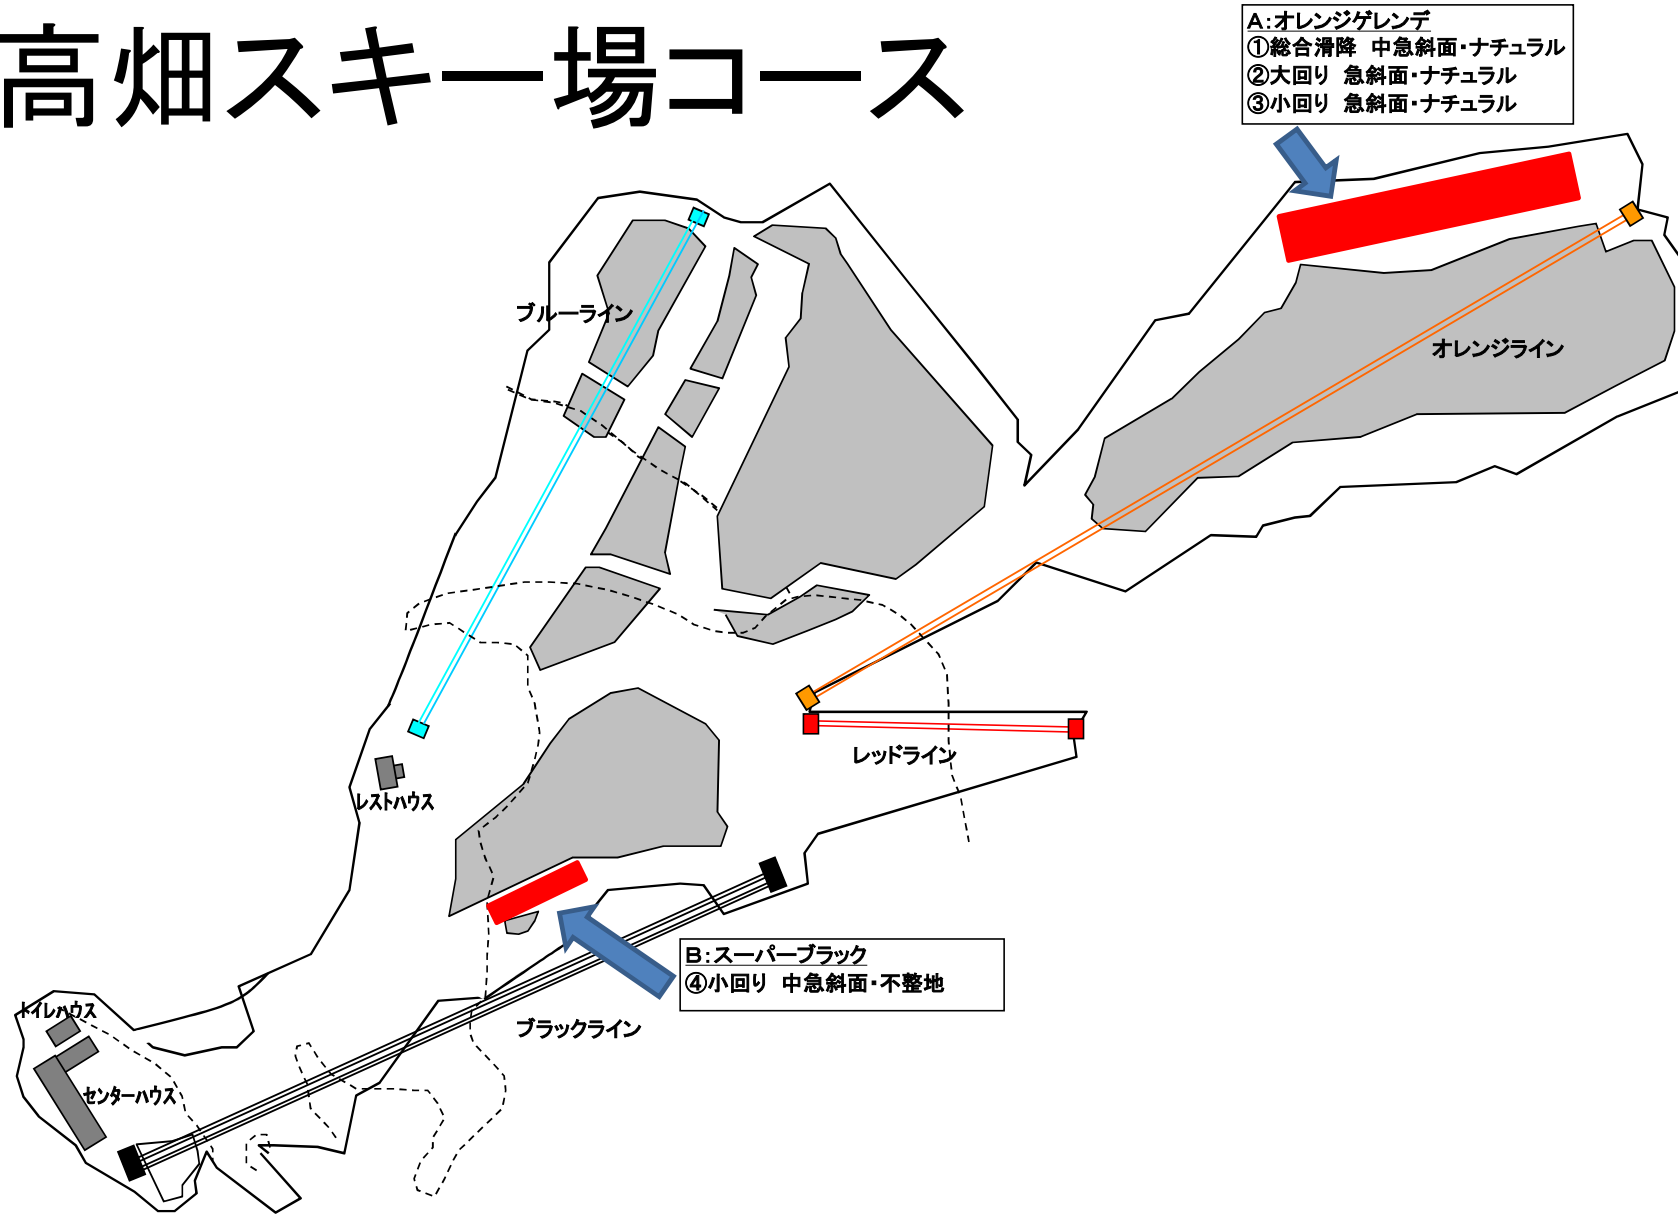 高畑スキー場コース
A:オレンジゲレンデ
①総合滑降 中急斜面・ナチュラル
②大回り 急斜面・ナチュラル
③小回り 急斜面・ナチュラル
ブルーライン
オレンジライン
レッドライン
レストハウス
B:スーパーブラック
④小回り 中急斜面・不整地
トイレハウス
ブラックライン
センターハウス